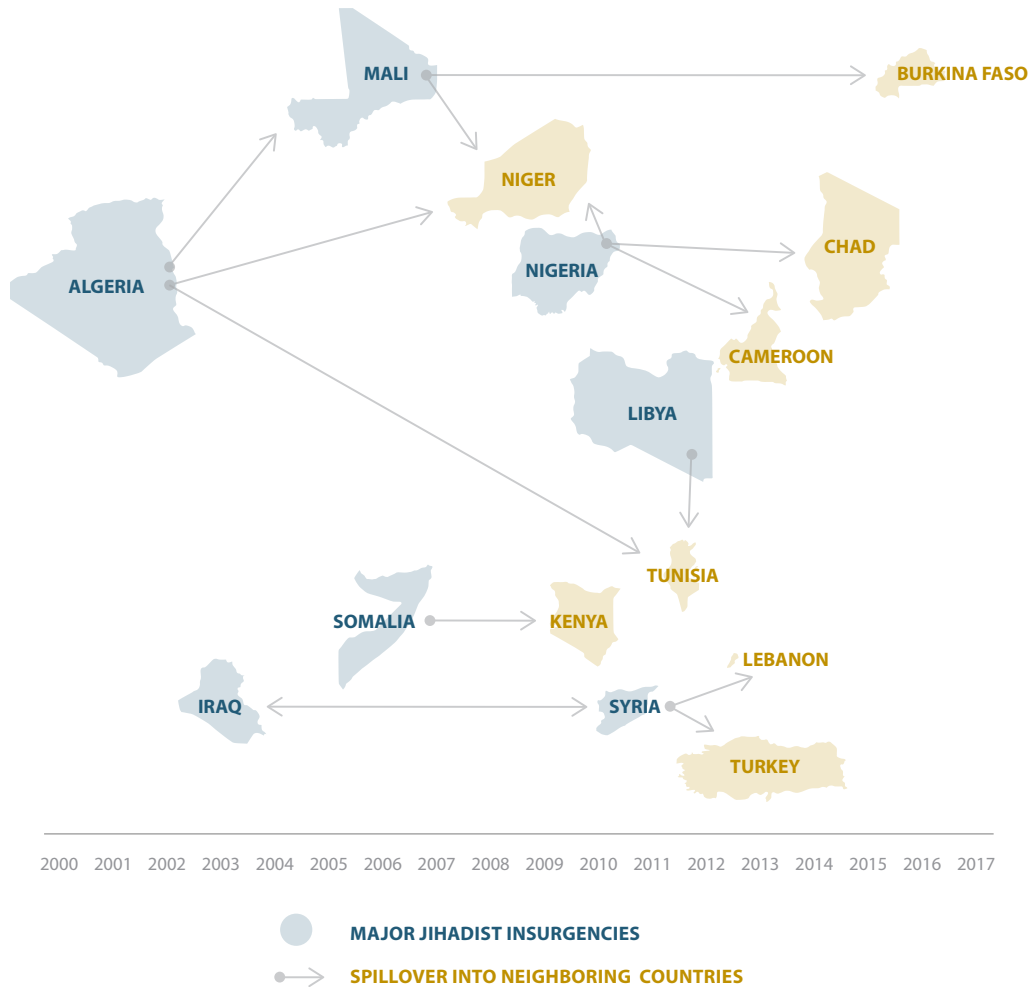 MALI
BURKINA FASO
NIGER
CHAD
NIGERIA
ALGERIA
CAMEROON
LIBYA
TUNISIA
SOMALIA
KENYA
LEBANON
IRAQ
SYRIA
TURKEY
2000 2001 2002 2003 2004 2005 2006 2007 2008 2009 2010 2011 2012 2013 2014 2015 2016 2017
MAJOR JIHADIST INSURGENCIES
SPILLOVER INTO NEIGHBORING COUNTRIES